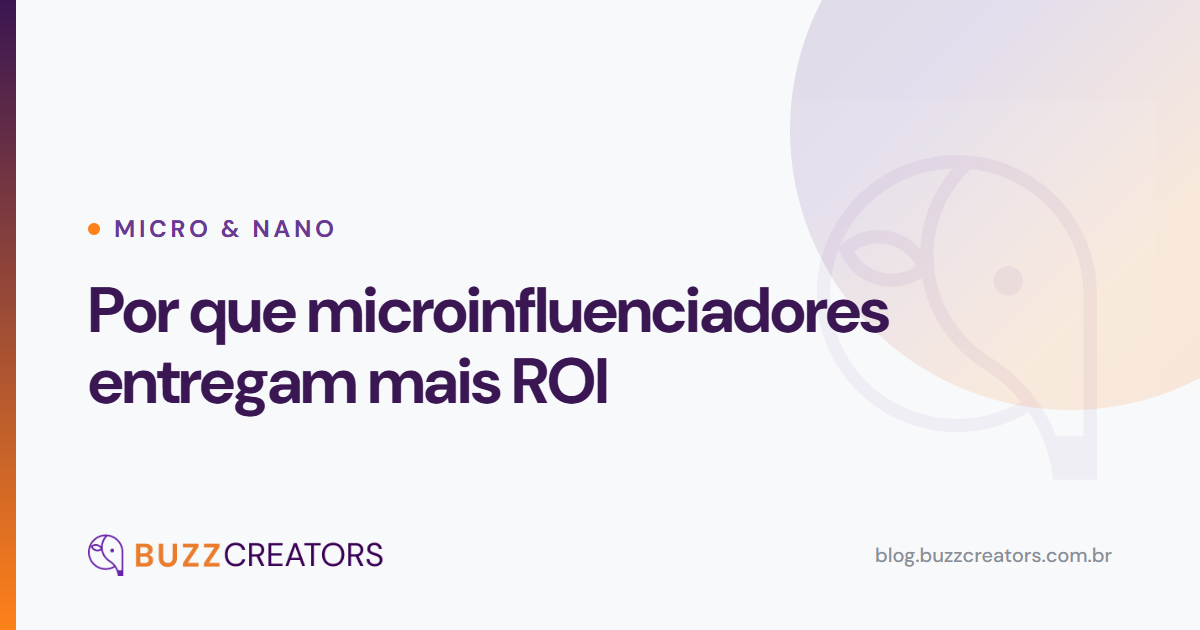 MICRO & NANO
Por que microinfluenciadores
entregam mais ROI
BUZZCREATORS
blog.buzzcreators.com.br